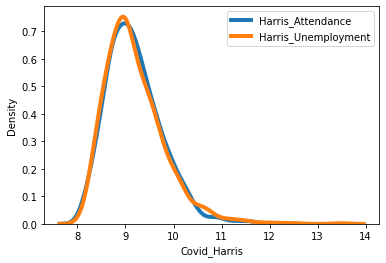 Harris_Attendance
Harris_Unemployment
Density
0.7
0.6
0.5
0.4
0.3
0.2
0.1
0.0
8 9 10 11 12 13 14
Covid_Harris